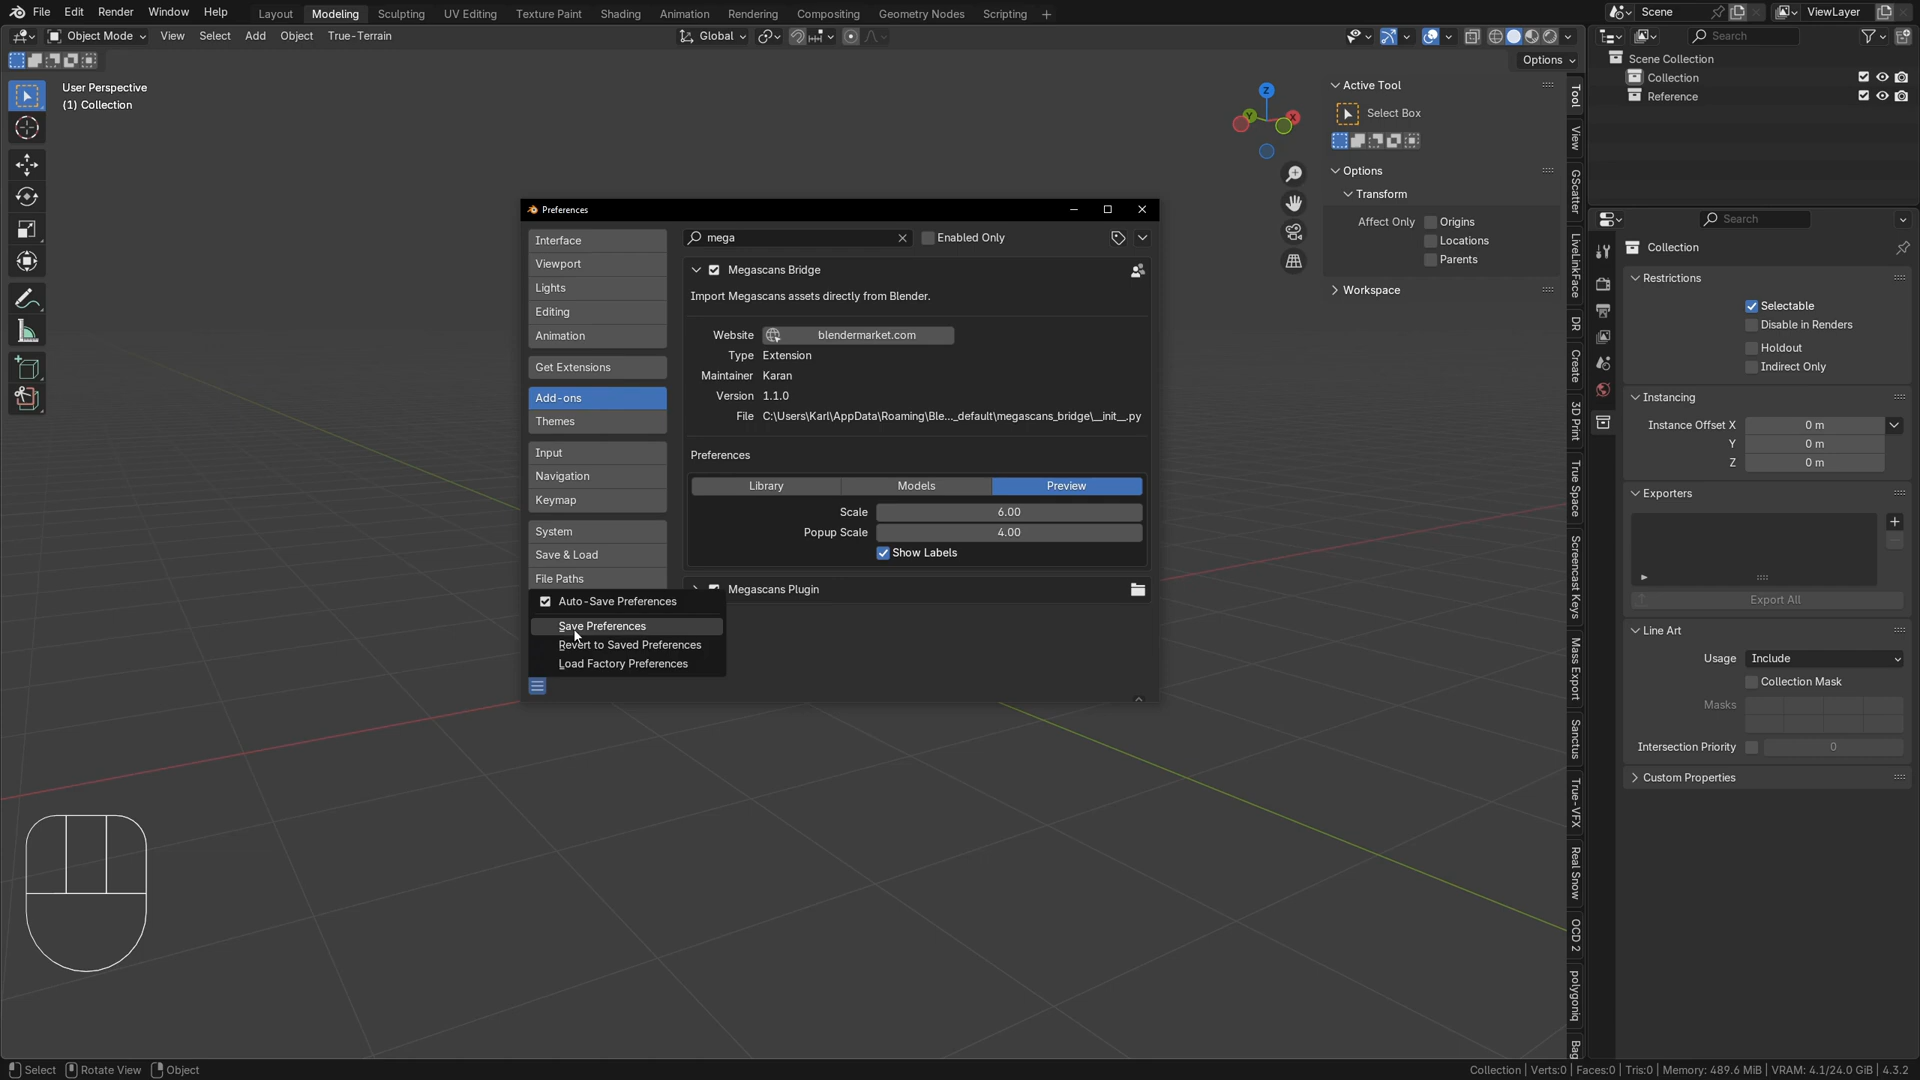 File Edit Render Window Help Layout Modeling Sculpting UV Editing Texture Paint Shading Animation Rendering Compositing Geometry Nodes Scripting
Scene ViewLayer
Object Mode View Select Add Object True-Terrain Global
Search
Options
User Perspective
(1) Collection
Z
Y
X
Active Tool
Select Box
Options
Transform
Affect Only Origins
Locations
Parents
Workspace
Tool
View
GScatter
LiveLinkFace
DR
Create
3D Print
True Space
Screencast Keys
Mass Export
Sanctus
True-VFX
Real Snow
OCD 2
polygoniq
Bag
Scene Collection
Collection
Reference
Search
Collection
Restrictions
Selectable
Disable in Renders
Holdout
Indirect Only
Instancing
Instance Offset X 0 m
Y 0 m
Z 0 m
Exporters
Export All
Line Art
Usage Include
Collection Mask
Masks
Intersection Priority 0
Custom Properties
Preferences
Interface
Viewport
Lights
Editing
Animation
Get Extensions
Add-ons
Themes
Input
Navigation
Keymap
System
Save & Load
File Paths
mega Enabled Only
Megascans Bridge
Import Megascans assets directly from Blender.
Website blendermarket.com
Type Extension
Maintainer Karan
Version 1.1.0
File C:\Users\Karl\AppData\Roaming\Ble..._default\megascans_bridge\__init__.py
Preferences
Library Models Preview
Scale 6.00
Popup Scale 4.00
Show Labels
Megascans Plugin
Auto-Save Preferences
Save Preferences
Revert to Saved Preferences
Load Factory Preferences
Select Rotate View Object
Collection | Verts:0 | Faces:0 | Tris:0 | Memory: 489.6 MiB | VRAM: 4.1/24.0 GiB | 4.3.2